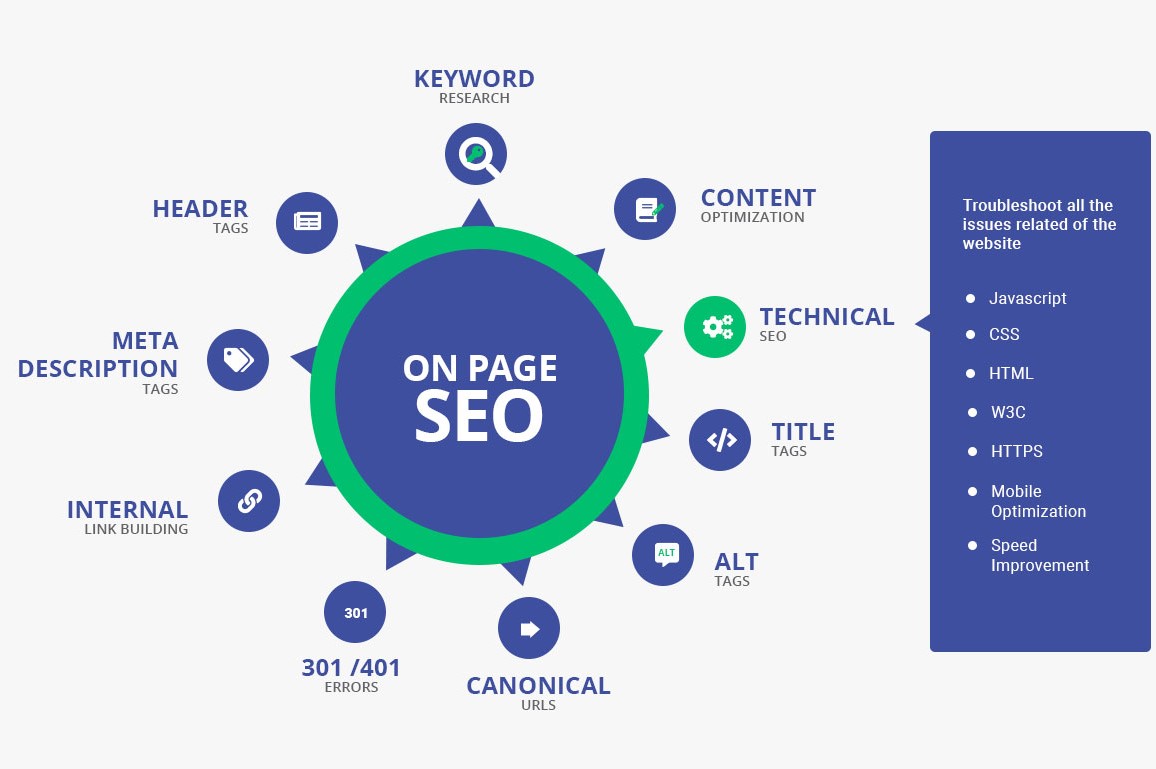 KEYWORD
RESEARCH
CONTENT
OPTIMIZATION
TECHNICAL
SEO
TITLE
TAGS
ALT
ALT
TAGS
CANONICAL
URLS
301
301 /401
ERRORS
INTERNAL
LINK BUILDING
META
DESCRIPTION
TAGS
HEADER
TAGS
ON PAGE
SEO
Troubleshoot all the
issues related of the
website
Javascript
CSS
HTML
W3C
HTTPS
Mobile
Optimization
Speed
Improvement